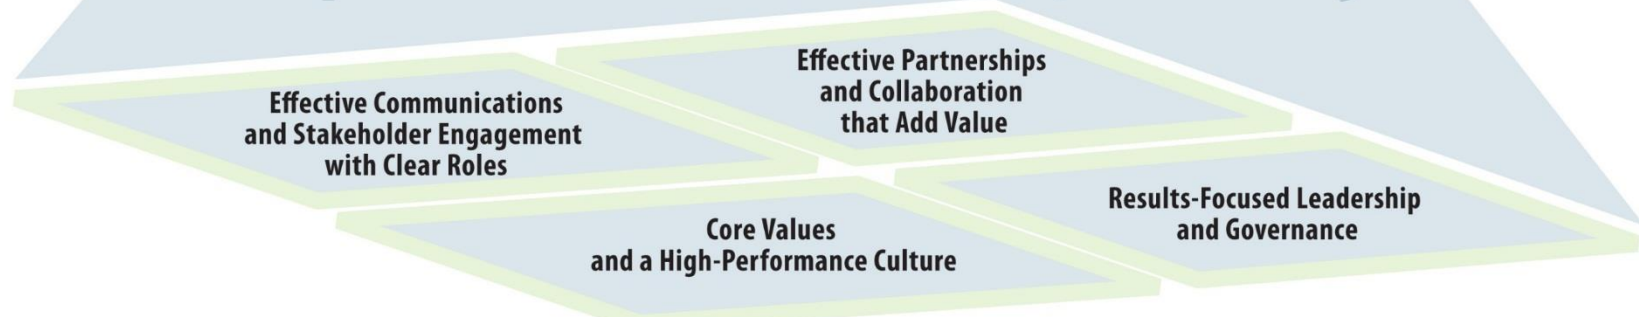 Effective Partnerships
and Collaboration
that Add Value
Effective Communications
and Stakeholder Engagement
with Clear Roles
Results-Focused Leadership
and Governance
Core Values
and a High-Performance Culture